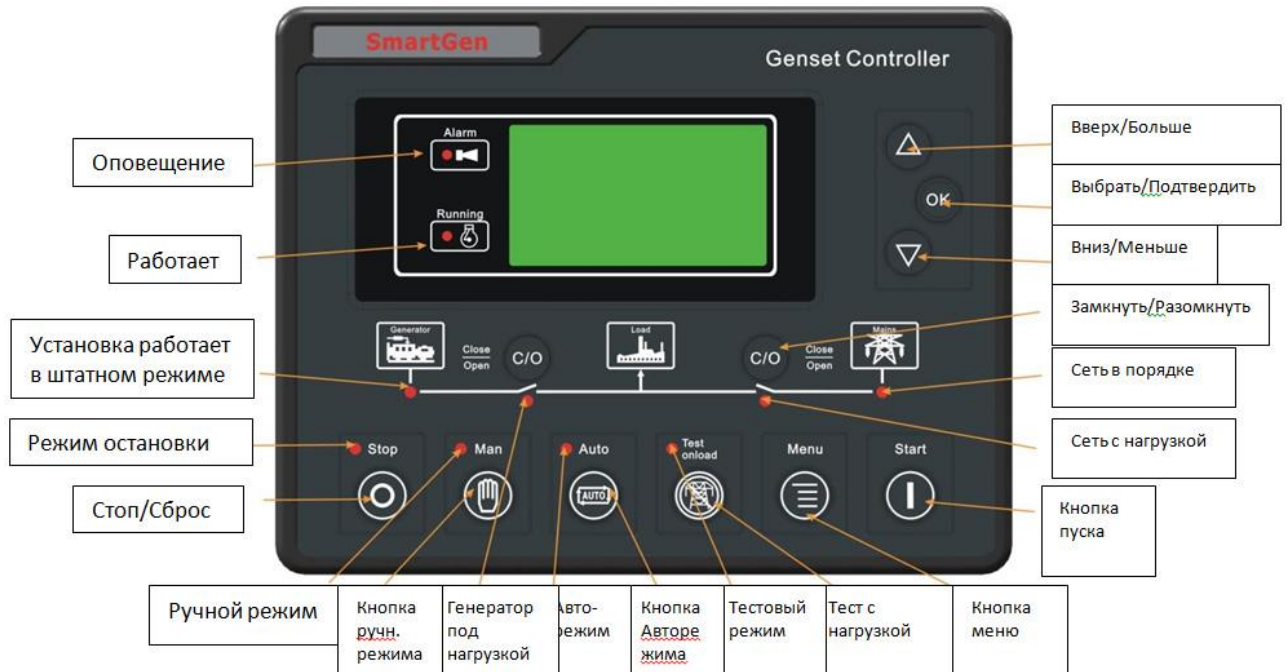 SmartGen
Genset Controller
Alarm
Running
OK
Generator
Close
Open
C/O
Load
C/O
Close
Open
Mains
Stop
Man
Auto
Test
onload
Menu
Start
AUTO
Оповещение
Работает
Установка работает
в штатном режиме
Режим остановки
Стоп/Сброс
Вверх/Больше
Выбрать/Подтвердить
Вниз/Меньше
Замкнуть/Разомкнуть
Сеть в порядке
Сеть с нагрузкой
Кнопка
пуска
Ручной режим
Кнопка
ручн.
режима
Генератор
под
нагрузкой
Авто-
режим
Кнопка
Авторе
жима
Тестовый
режим
Тест с
нагрузкой
Кнопка
меню